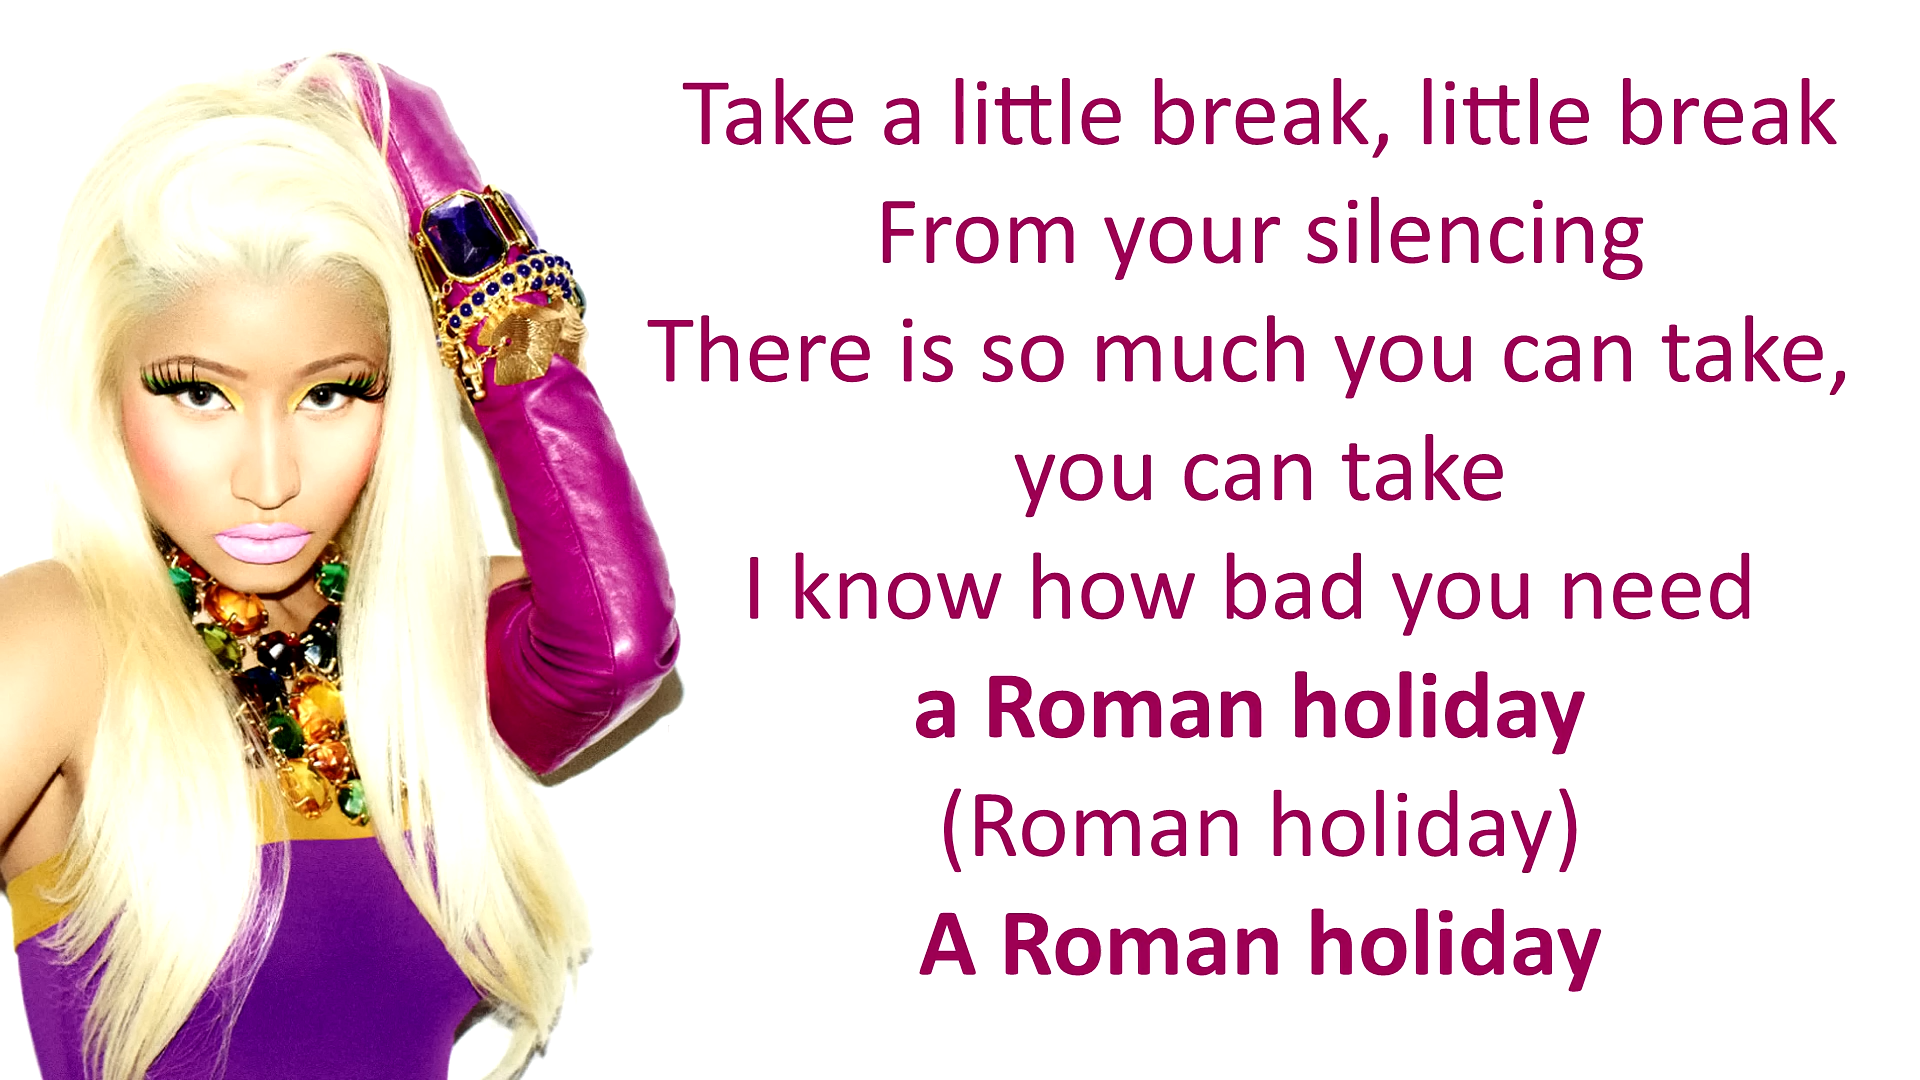 Take a little break, little break
From your silencing
There is so much you can take,
you can take
I know how bad you need
a Roman holiday
(Roman holiday)
A Roman holiday